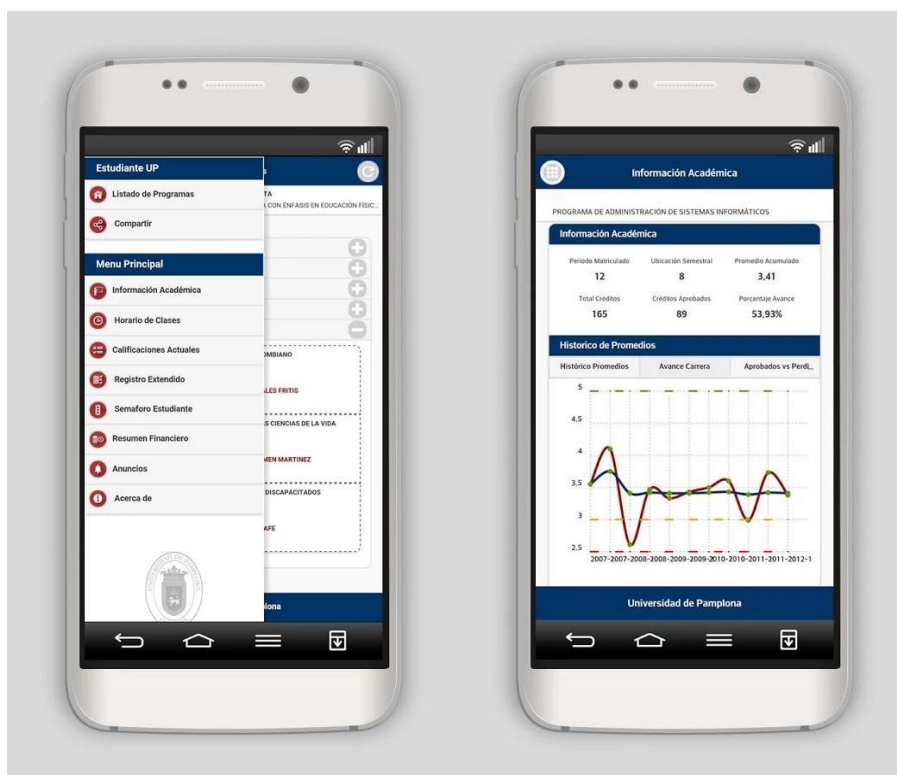 Estudiante UP
Listado de Programas
Compartir
Menu Principal
Información Académica
Horario de Clases
Calificaciones Actuales
Registro Extendido
Semaforo Estudiante
Resumen Financiero
Anuncios
Acerca de
CON ÉNFASIS EN EDUCACIÓN FÍSIC...
OMBIANO
LES FRITIS
CIENCIAS DE LA VIDA
MEN MARTINEZ
DISCAPACITADOS
AFE
lona
Información Académica
PROGRAMA DE ADMINISTRACIÓN DE SISTEMAS INFORMÁTICOS
Información Académica
Periodo Matriculado Ubicación Semestral Promedio Acumulado
12 8 3,41
Total Créditos Créditos Aprobados Porcentaje Avance
165 89 53,93%
Historico de Promedios
Histórico Promedios Avance Carrera Aprobados vs Perdi...
5
4.5
4
3.5
3
2.5
2007-2007-2008-2008-2009-2009-2010-2010-2011-2011-2012-1
Universidad de Pamplona